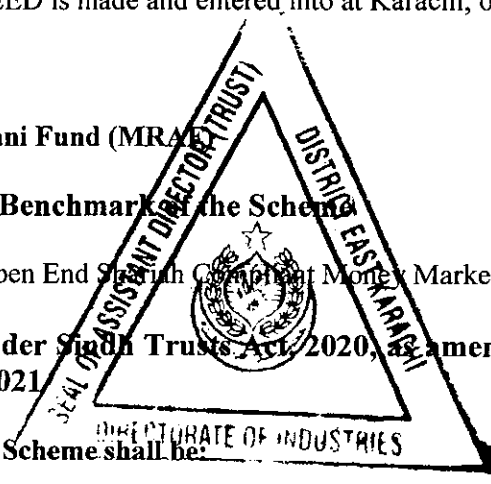 EED is made and entered into at Karachi, o
ani Fund (MRAF)
Benchmark of the Scheme
pen End Shariah Compliant Money Marke
der Sindh Trusts Act, 2020, as amen
021
Scheme shall be:
SEAL OF ASSISTANT DIRECTOR (TRUST)
DISTRICT EAST KARACHI
DIRECTORATE OF INDUSTRIES